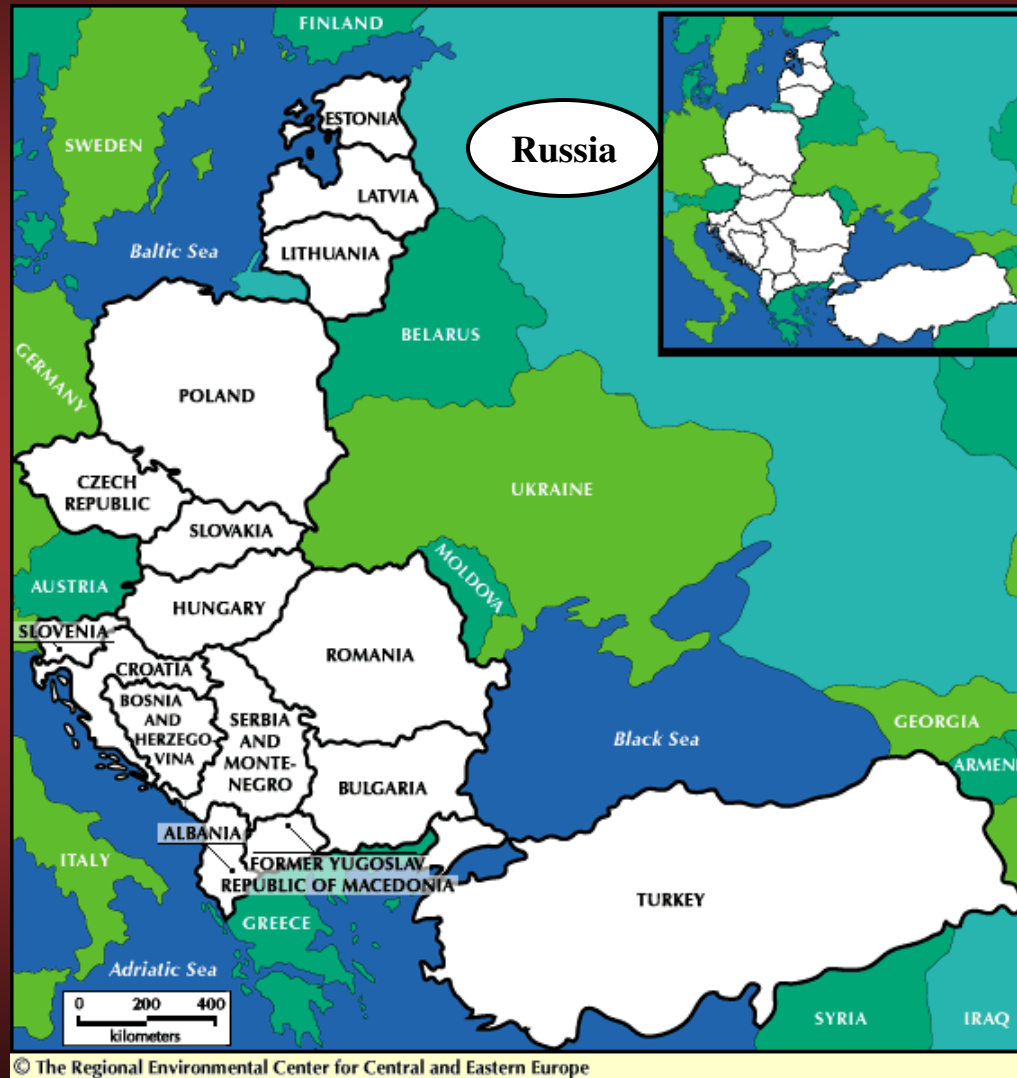 FINLAND
SWEDEN
ESTONIA
Russia
LATVIA
Baltic Sea
LITHUANIA
BELARUS
GERMANY
POLAND
CZECH
REPUBLIC
UKRAINE
SLOVAKIA
MOLDOVA
AUSTRIA
HUNGARY
SLOVENIA
ROMANIA
CROATIA
BOSNIA
AND
HERZEGO
VINA
SERBIA
AND
MONTE-
NEGRO
Black Sea
GEORGIA
ARMENI
BULGARIA
ALBANIA
FORMER YUGOSLAV
REPUBLIC OF MACEDONIA
ITALY
TURKEY
GREECE
Adriatic Sea
0 200 400
kilometers
SYRIA
IRAQ
© The Regional Environmental Center for Central and Eastern Europe